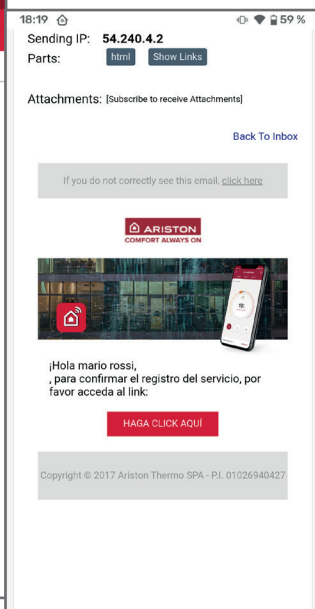 18:19 59 %
Sending IP: 54.240.4.2
Parts: html Show Links
Attachments: [Subscribe to receive Attachments]
Back To Inbox
If you do not correctly see this email, click here
ARISTON
COMFORT ALWAYS ON
¡Hola mario rossi,
, para confirmar el registro del servicio, por
favor acceda al link:
HAGA CLICK AQUÍ
Copyright © 2017 Ariston Thermo SPA - P.I. 01026940427